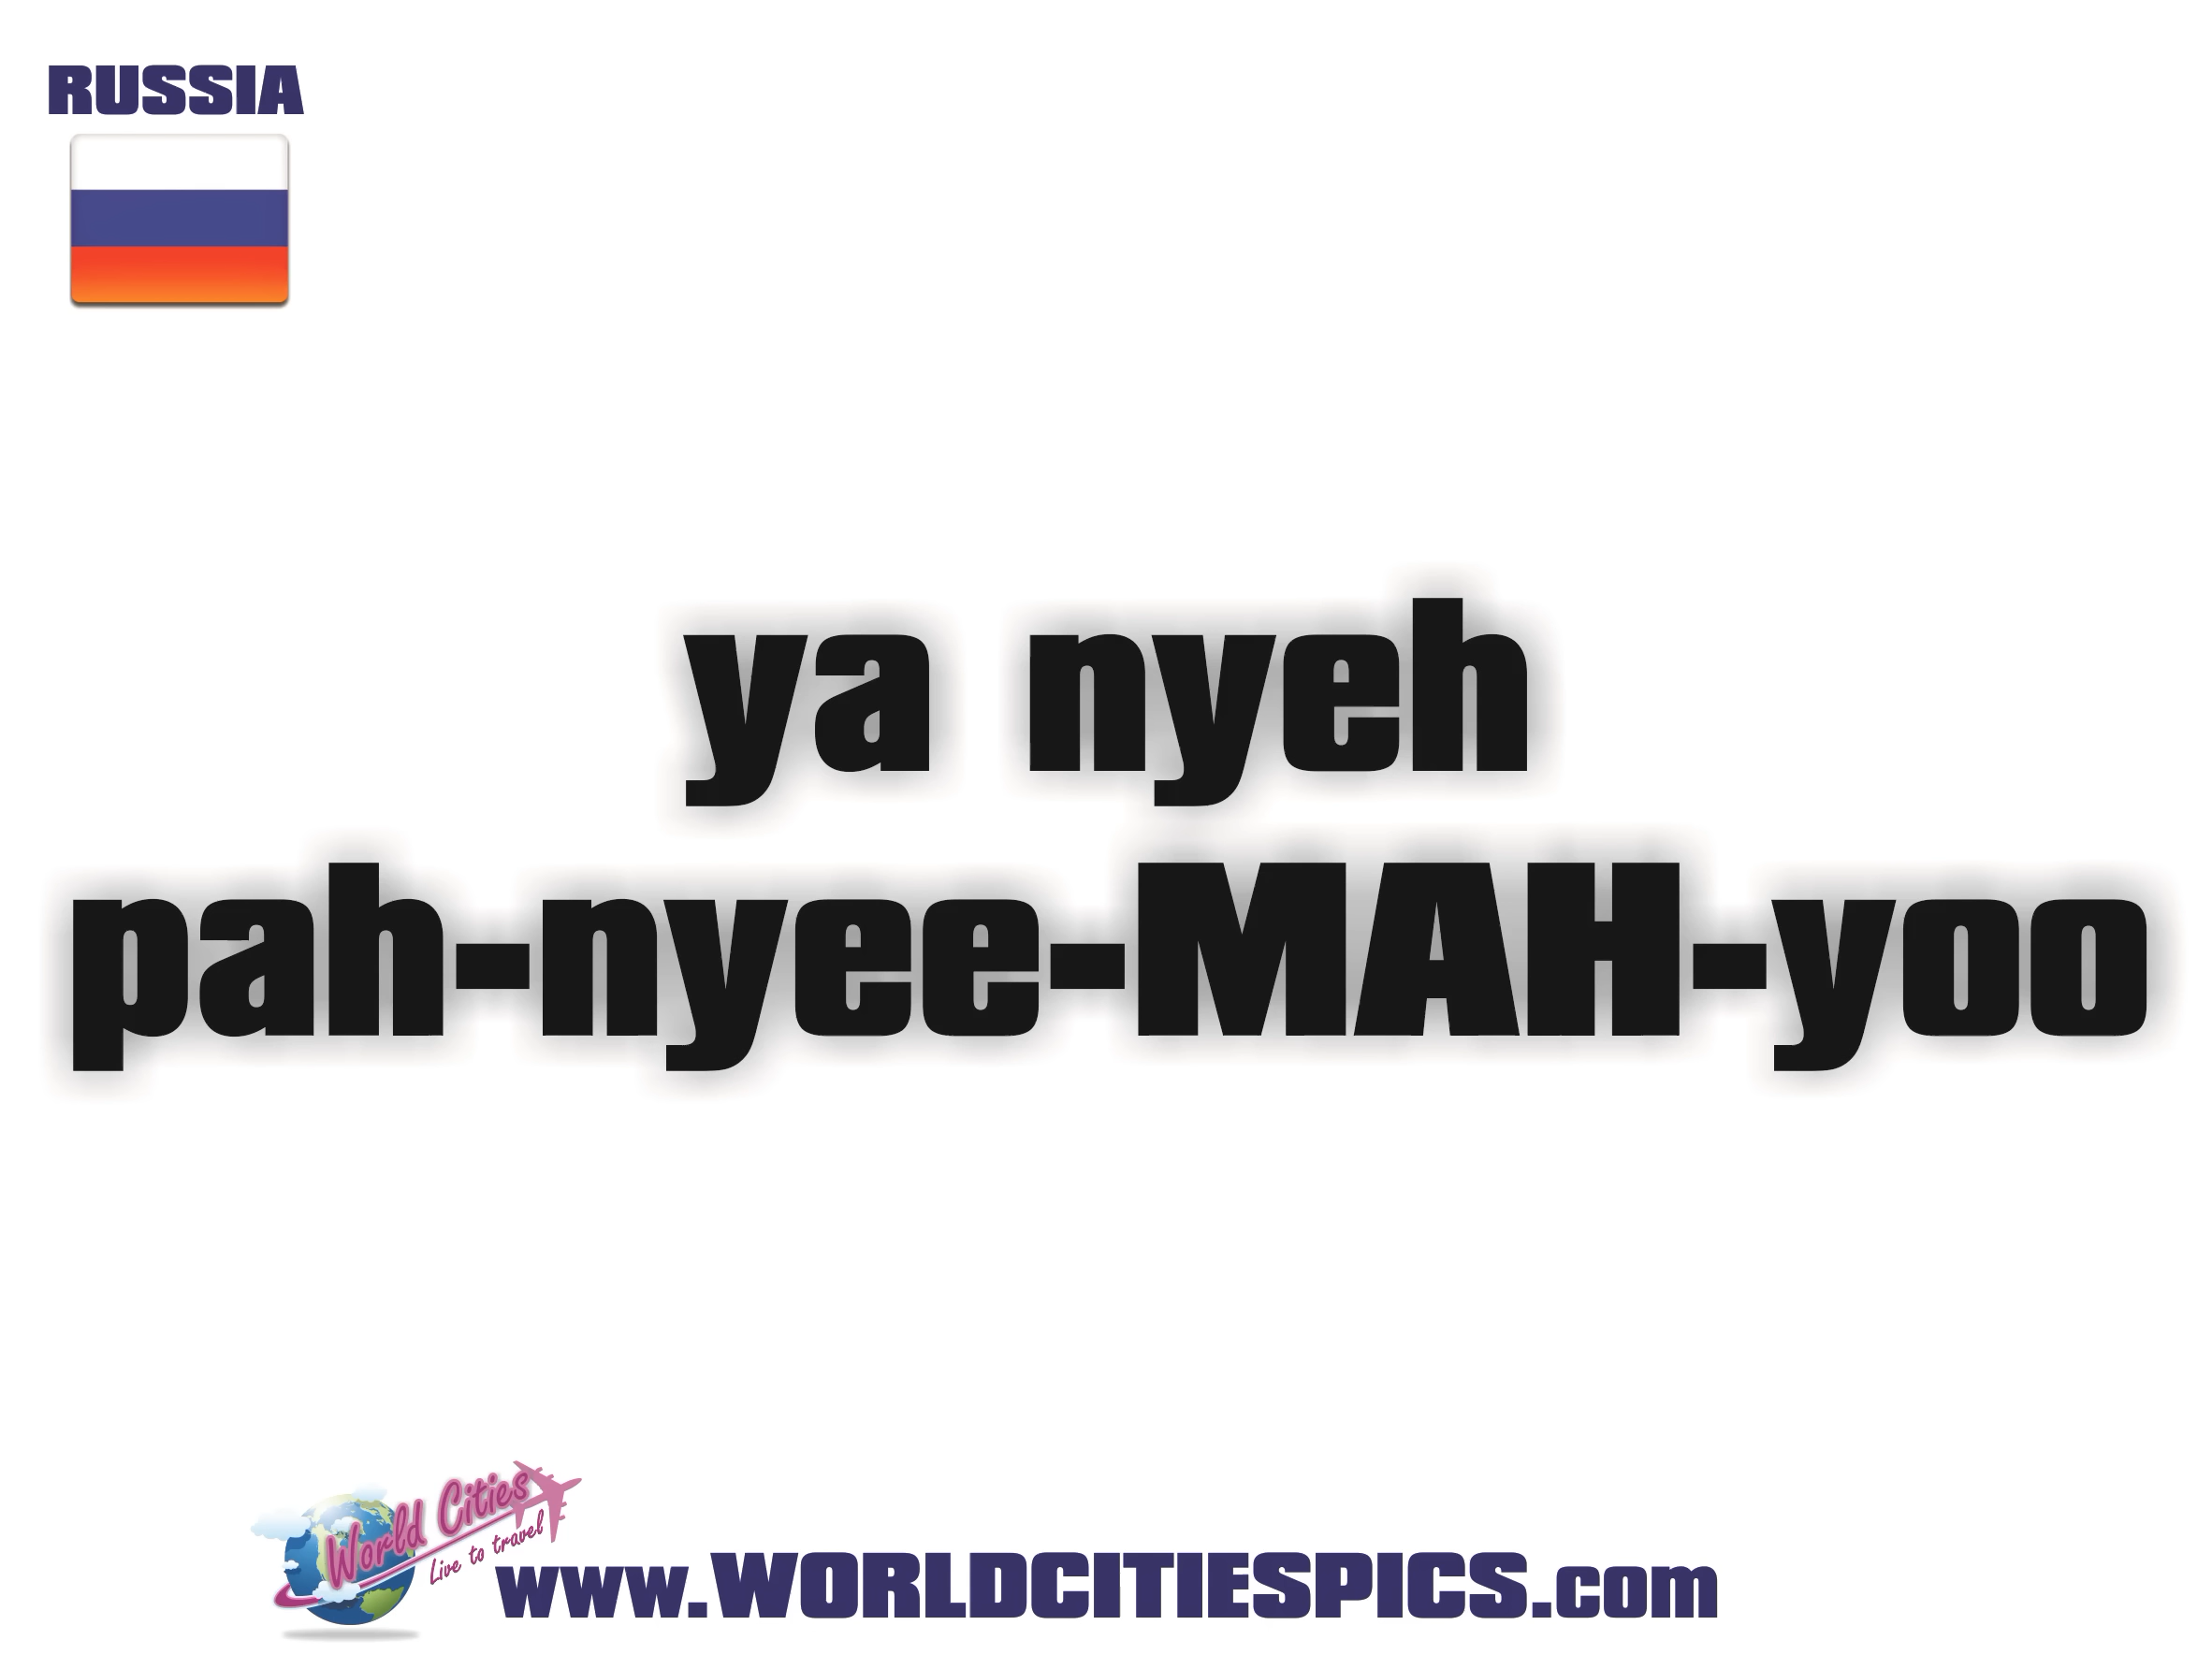 RUSSIA
ya nyeh
pah-nyee-MAH-yoo
World Cities
Live to travel
www.WORLDCITIESPICS.com